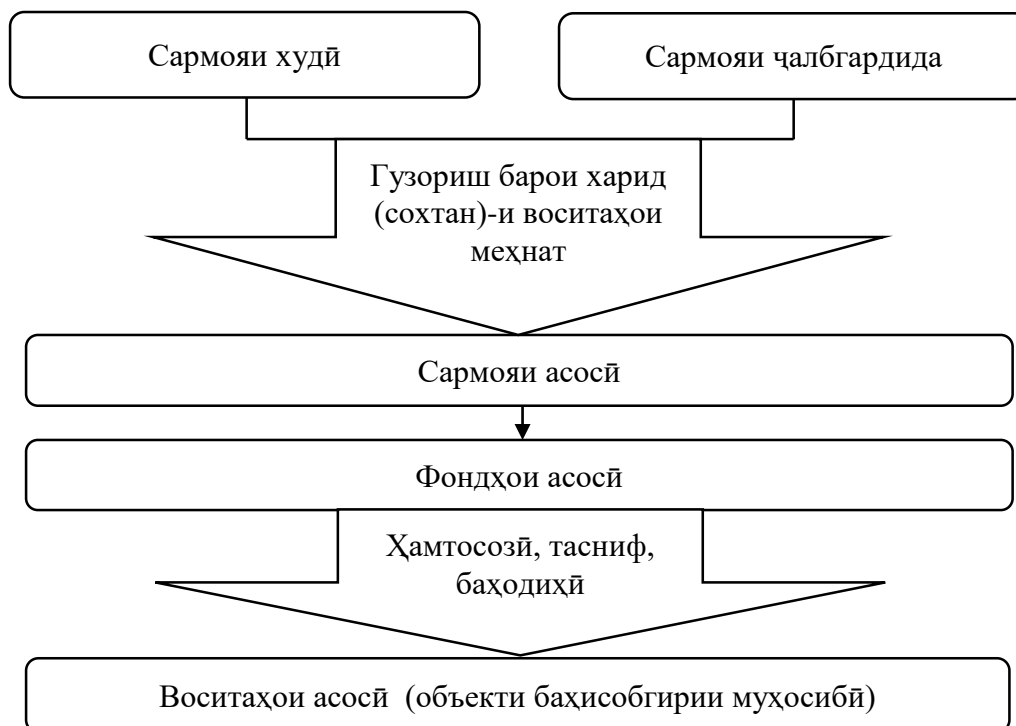 Сармояи худӣ
Сармояи ҷалбгардида
Гузориш барои харид
(сохтан)-и воситаҳои
меҳнат
Сармояи асосӣ
Фондҳои асосӣ
Ҳамтосозӣ, тасниф,
баҳодиҳӣ
Воситаҳои асосӣ (объекти баҳисобгирии муҳосибӣ)